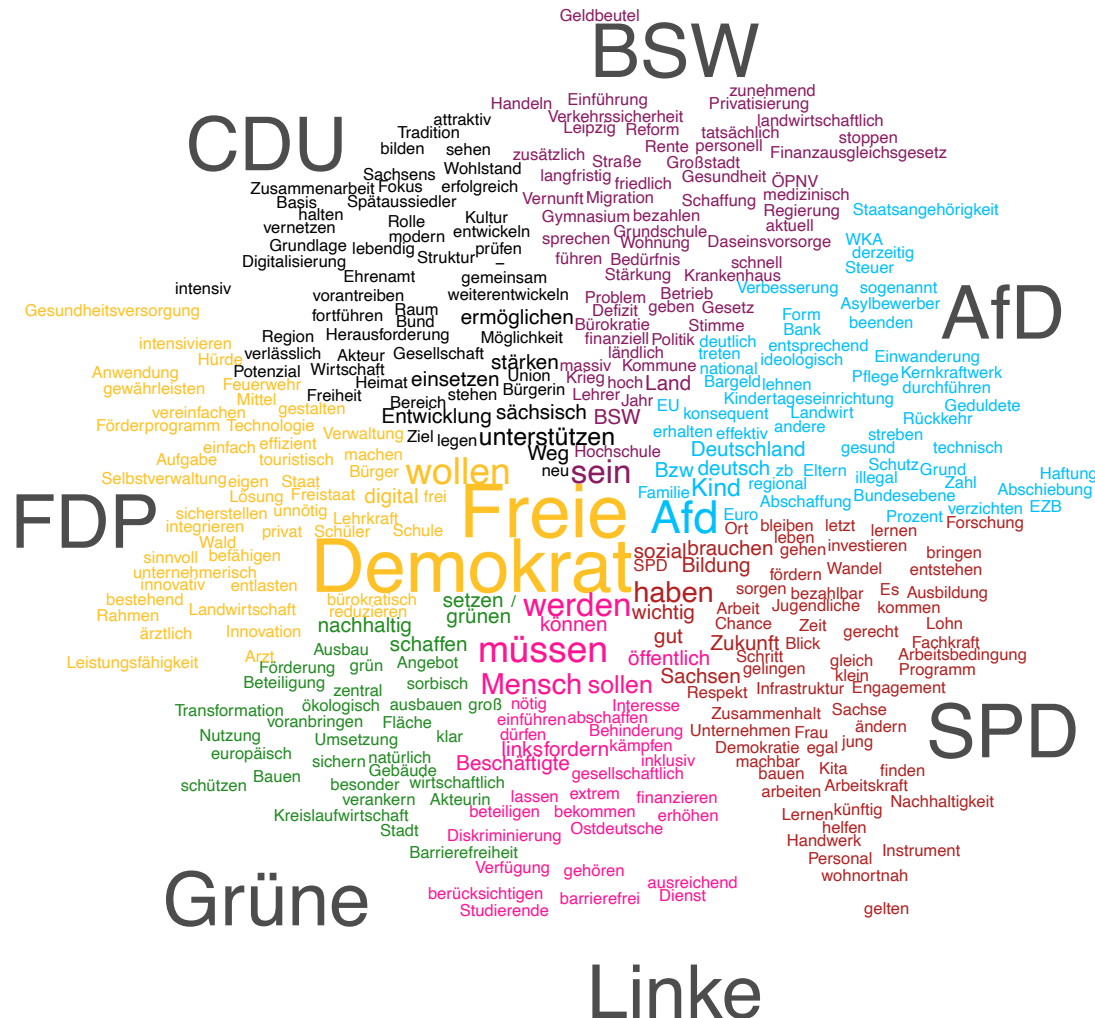 Geldbeutel
BSW
zunehmend
Handeln Einführung Privatisierung
attraktiv Verkehrssicherheit landwirtschaftlich
CDU
Tradition Leipzig Reform tatsächlich stoppen
bilden sehen zusätzlich Rente personell Finanzausgleichsgesetz
Sachsens Wohlstand Straße Großstadt
Zusammenarbeit Fokus erfolgreich langfristig friedlich Gesundheit ÖPNV
Basis Spätaussiedler Vernunft Migration Schaffung medizinisch
halten Rolle Kultur Gymnasium bezahlen Regierung Staatsangehörigkeit
vernetzen modern entwickeln sprechen Grundschule aktuell
Grundlage lebendig Struktur prüfen Wohnung Daseinsvorsorge WKA
Digitalisierung – führen Bedürfnis schnell derzeitig
Ehrenamt gemeinsam Stärkung Krankenhaus Steuer
intensiv vorantreiben weiterentwickeln Problem Betrieb Verbesserung sogenannt
Gesundheitsversorgung fortführen Raum ermöglichen Defizit geben Gesetz Asylbewerber
AfD
Bund Bürokratie Stimme Form beenden
Region Herausforderung Möglichkeit finanziell Politik Bank
intensivieren verlässlich Akteur Gesellschaft ländlich deutlich entsprechend
Hürde Potenzial Wirtschaft stärken massiv Kommune treten ideologisch Einwanderung
Anwendung Heimat einsetzen Union Krieg hoch Land national Pflege Kernkraftwerk
gewährleisten Feuerwehr Freiheit stehen Bürgerin Lehrer Jahr Bargeld lehnen durchführen
Mittel Bereich EU Kindertageseinrichtung Geduldete
vereinfachen gestalten Entwicklung sächsisch BSW konsequent Landwirt Rückkehr
Förderprogramm Technologie Verwaltung Ziel legen unterstützen erhalten effektiv andere streben
einfach effizient machen Weg Hochschule Deutschland gesund technisch
Aufgabe touristisch Bürger wollen neu sein Bzw deutsch zb Eltern Schutz Grund Haftung
Selbstverwaltung eigen Staat Familie Kind regional illegal Zahl Abschiebung
Lösung Freistaat digital frei Freie Afd Euro Abschaffung Bundesebene verzichten EZB
FDP
sicherstellen unnötig Lehrkraft Prozent Forschung
integrieren privat Schüler Schule Ort bleiben letzt lernen
Wald leben
sinnvoll befähigen Demokrat sozial brauchen gehen investieren bringen
unternehmerisch SPD Bildung fördern Wandel entstehen
innovativ entlasten haben sorgen bezahlbar Es Ausbildung
bestehend bürokratisch setzen / werden wichtig Arbeit Jugendliche kommen
Rahmen Landwirtschaft reduzieren grünen können Chance Zeit Lohn
ärztlich Innovation nachhaltig schaffen müssen gut Zukunft Blick gerecht Fachkraft
Leistungsfähigkeit Arzt Ausbau öffentlich Schritt gleich Arbeitsbedingung
Förderung grün Angebot Sachsen gelingen klein Programm
Beteiligung zentral sorbisch Mensch sollen Respekt Infrastruktur Engagement
Transformation ökologisch ausbauen groß nötig Interesse Zusammenhalt Sachse
voranbringen Fläche einführen abschaffen Unternehmen Frau ändern
SPD
Nutzung Umsetzung klar dürfen Behinderung Demokratie egal jung
europäisch sichern natürlich links fordern kämpfen machbar
schützen Bauen Gebäude Beschäftigte inklusiv bauen Kita finden
besonder wirtschaftlich gesellschaftlich arbeiten Arbeitskraft
verankern Akteurin lassen extrem finanzieren Nachhaltigkeit
Kreislaufwirtschaft beteiligen bekommen erhöhen Lernen künftig
Stadt Diskriminierung Ostdeutsche helfen
Barrierefreiheit Handwerk Instrument
Verfügung gehören Personal
Grüne
ausreichend wohnortnah
berücksichtigen barrierefrei Dienst
Studierende gelten
Linke